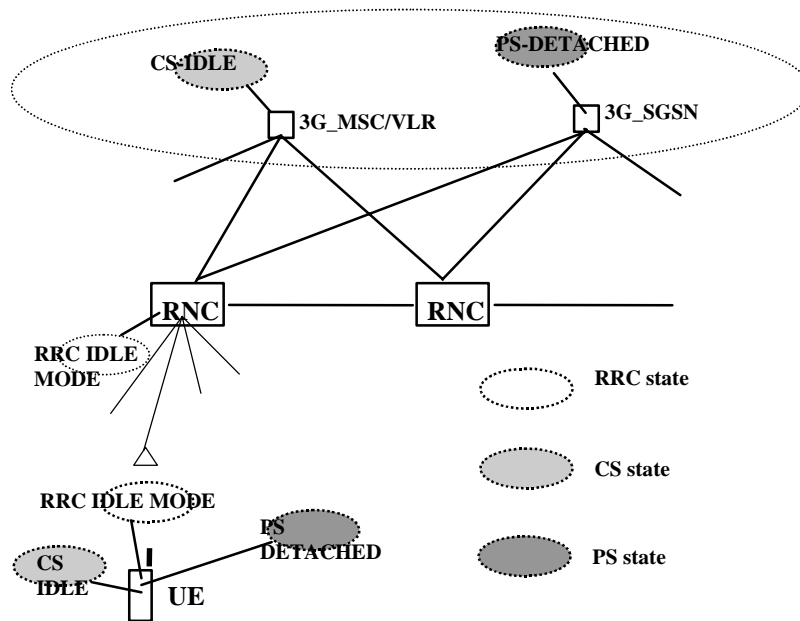 CS-IDLE
PS-DETACHED
3G_MSC/VLR
3G_SGSN
RNC
RNC
RRC IDLE
MODE
RRC state
CS state
RRC IDLE MODE
PS
DETACHED
CS
IDLE
UE
PS state